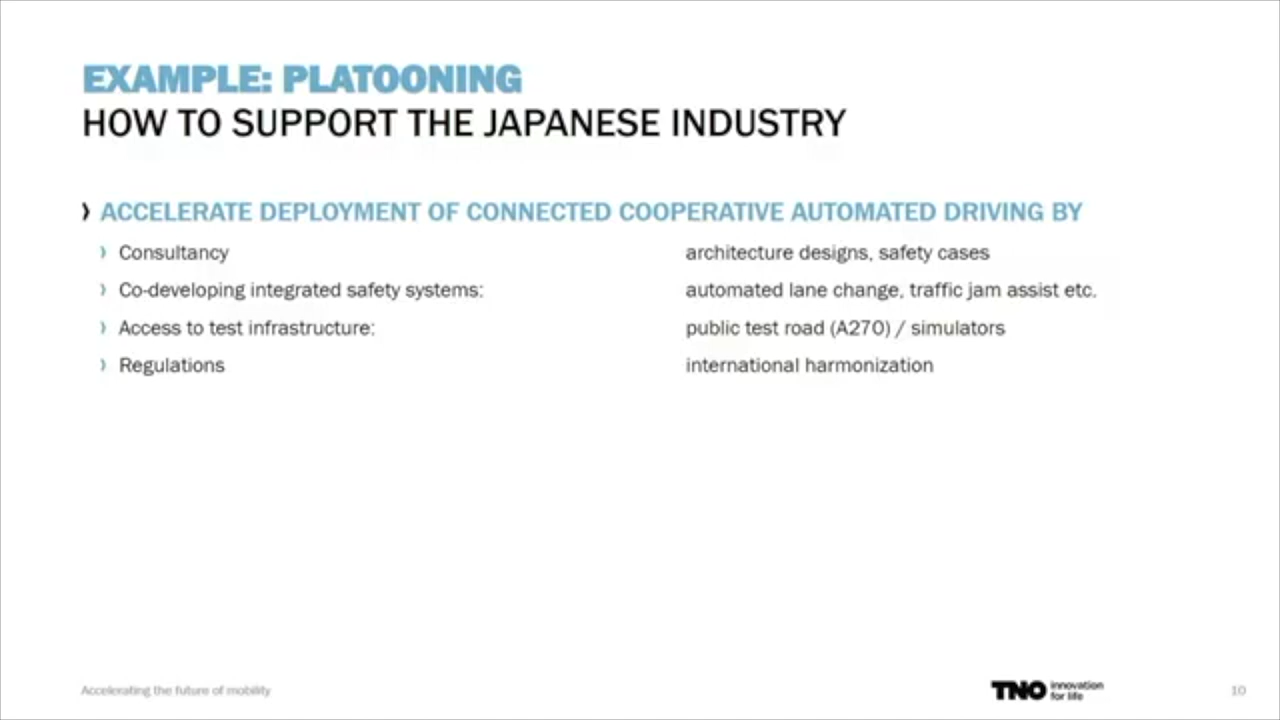 EXAMPLE: PLATOONING
HOW TO SUPPORT THE JAPANESE INDUSTRY
❯ ACCELERATE DEPLOYMENT OF CONNECTED COOPERATIVE AUTOMATED DRIVING BY
❯ Consultancy architecture designs, safety cases
❯ Co-developing integrated safety systems: automated lane change, traffic jam assist etc.
❯ Access to test infrastructure: public test road (A270) / simulators
❯ Regulations international harmonization
Accelerating the future of mobility
TNO innovation
for life
10